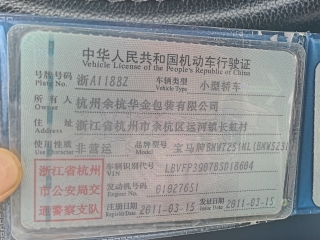 中华人民共和国机动车行驶证
Vehicle License of the People's Republic of China
号牌号码 浙A1188Z 车辆类型 小型轿车
Plate No. Vehicle Type
所有人 杭州余杭华金包装有限公司
Owner
住址 浙江省杭州市余杭区运河镇长虹村
Address
使用性质 非营运 品牌型号 宝马牌BMW7251ML(BMW523
Use Character Model
浙江省杭州 车辆识别代号 LBVFP3907BSD18604
VIN
市公安局交 发动机号码 01027651
Engine No.
通警察支队 注册日期 2011-03-15 发证日期 2011-03-15
Register Date Issue Date